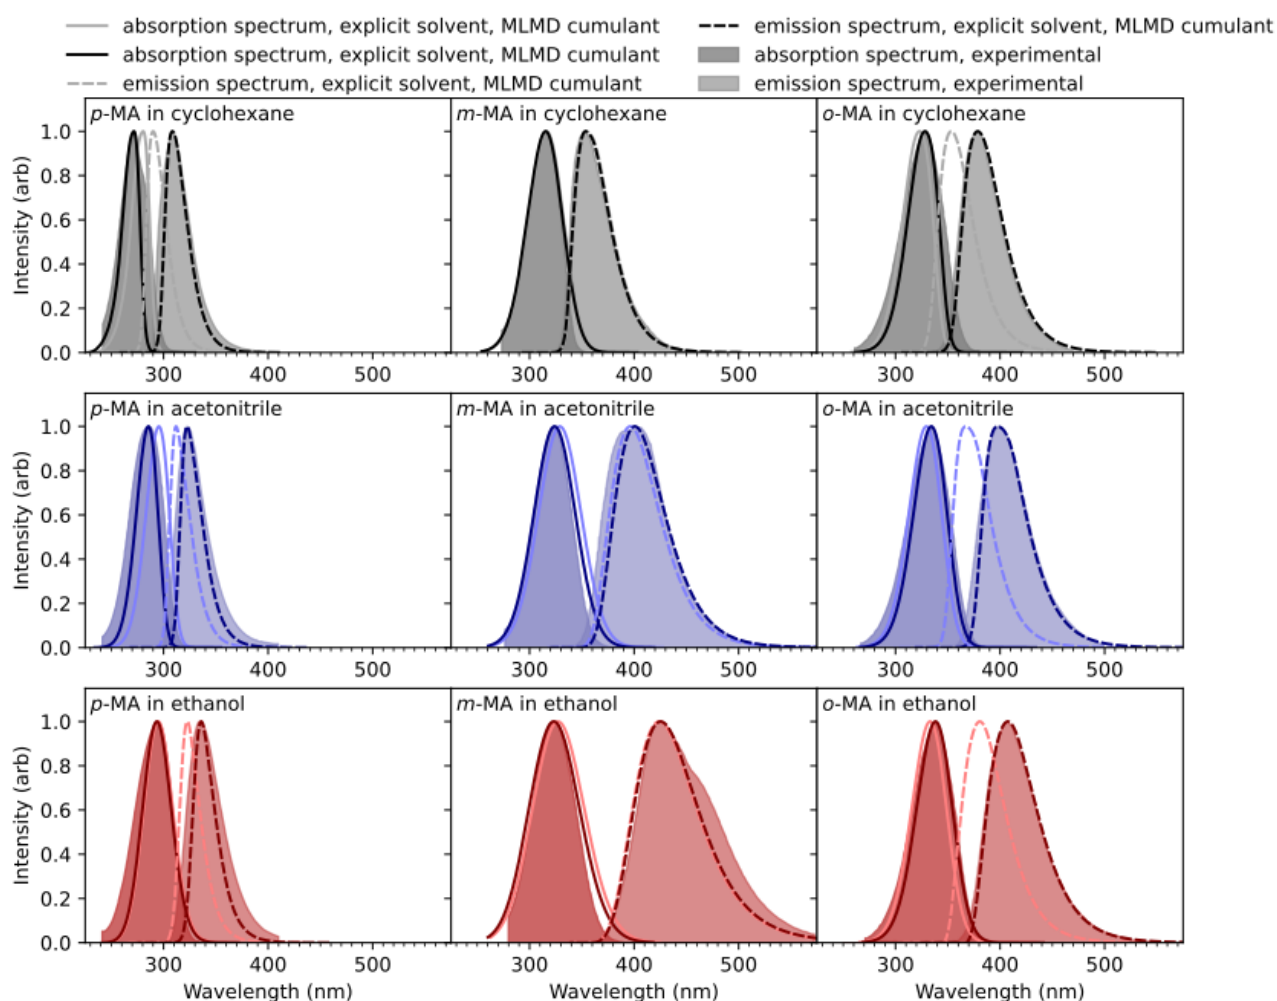 absorption spectrum, explicit solvent, MLMD cumulant
absorption spectrum, explicit solvent, MLMD cumulant
emission spectrum, explicit solvent, MLMD cumulant
emission spectrum, explicit solvent, MLMD cumulant
absorption spectrum, experimental
emission spectrum, experimental
p-MA in cyclohexane
m-MA in cyclohexane
o-MA in cyclohexane
Intensity (arb)
1.0
0.8
0.6
0.4
0.2
0.0
300 400 500 300 400 500 300 400 500
p-MA in acetonitrile
m-MA in acetonitrile
o-MA in acetonitrile
Intensity (arb)
1.0
0.8
0.6
0.4
0.2
0.0
300 400 500 300 400 500 300 400 500
p-MA in ethanol
m-MA in ethanol
o-MA in ethanol
Intensity (arb)
1.0
0.8
0.6
0.4
0.2
0.0
300 400 500 300 400 500 300 400 500
Wavelength (nm)
Wavelength (nm)
Wavelength (nm)